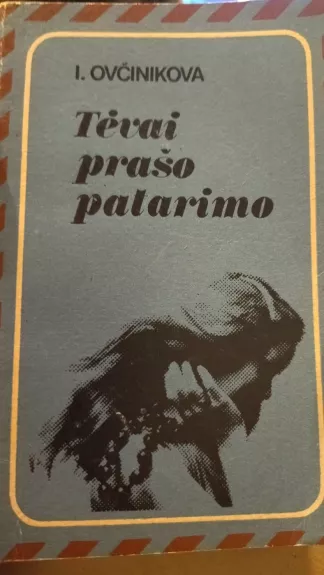 I. OVČINIKOVA
Tėvai
prašo
patarimo